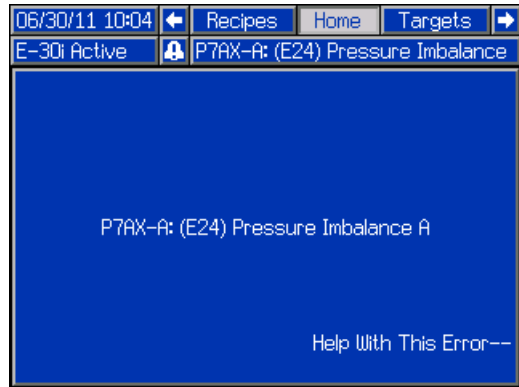 06/30/11 10:04 Recipes Home Targets
E-30i Active P7AX-A: (E24) Pressure Imbalance
P7AX-A: (E24) Pressure Imbalance A
Help With This Error--